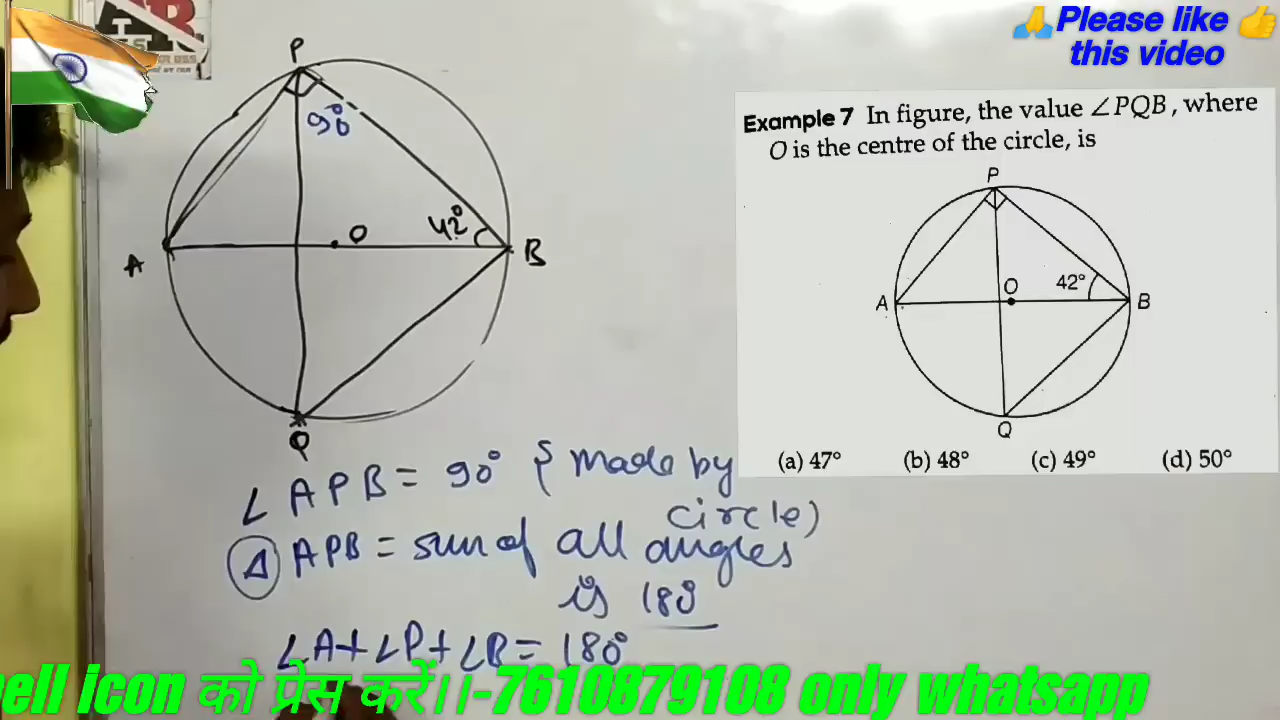 🙏Please like 👍
this video
P
90°
42°
O
A
B
Q
∠APB = 90° { made by
circle)
△ APB = sum of all angles
is 180
∠A+∠P+∠B = 180°
Example 7 In figure, the value ∠PQB, where
O is the centre of the circle, is
P
O
42°
A
B
Q
(a) 47° (b) 48° (c) 49° (d) 50°
ell icon को प्रेस करें।।-7610879108 only whatsapp